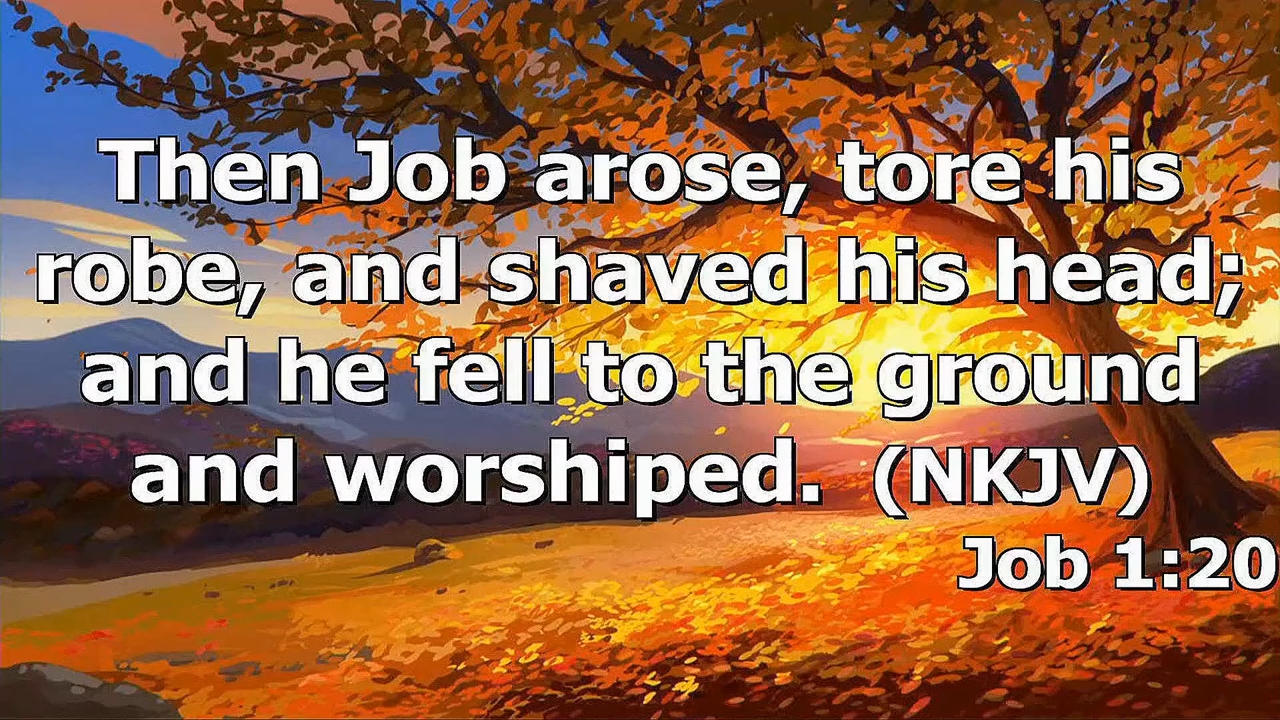 Then Job arose, tore his
robe, and shaved his head;
and he fell to the ground
and worshiped. (NKJV)
Job 1:20